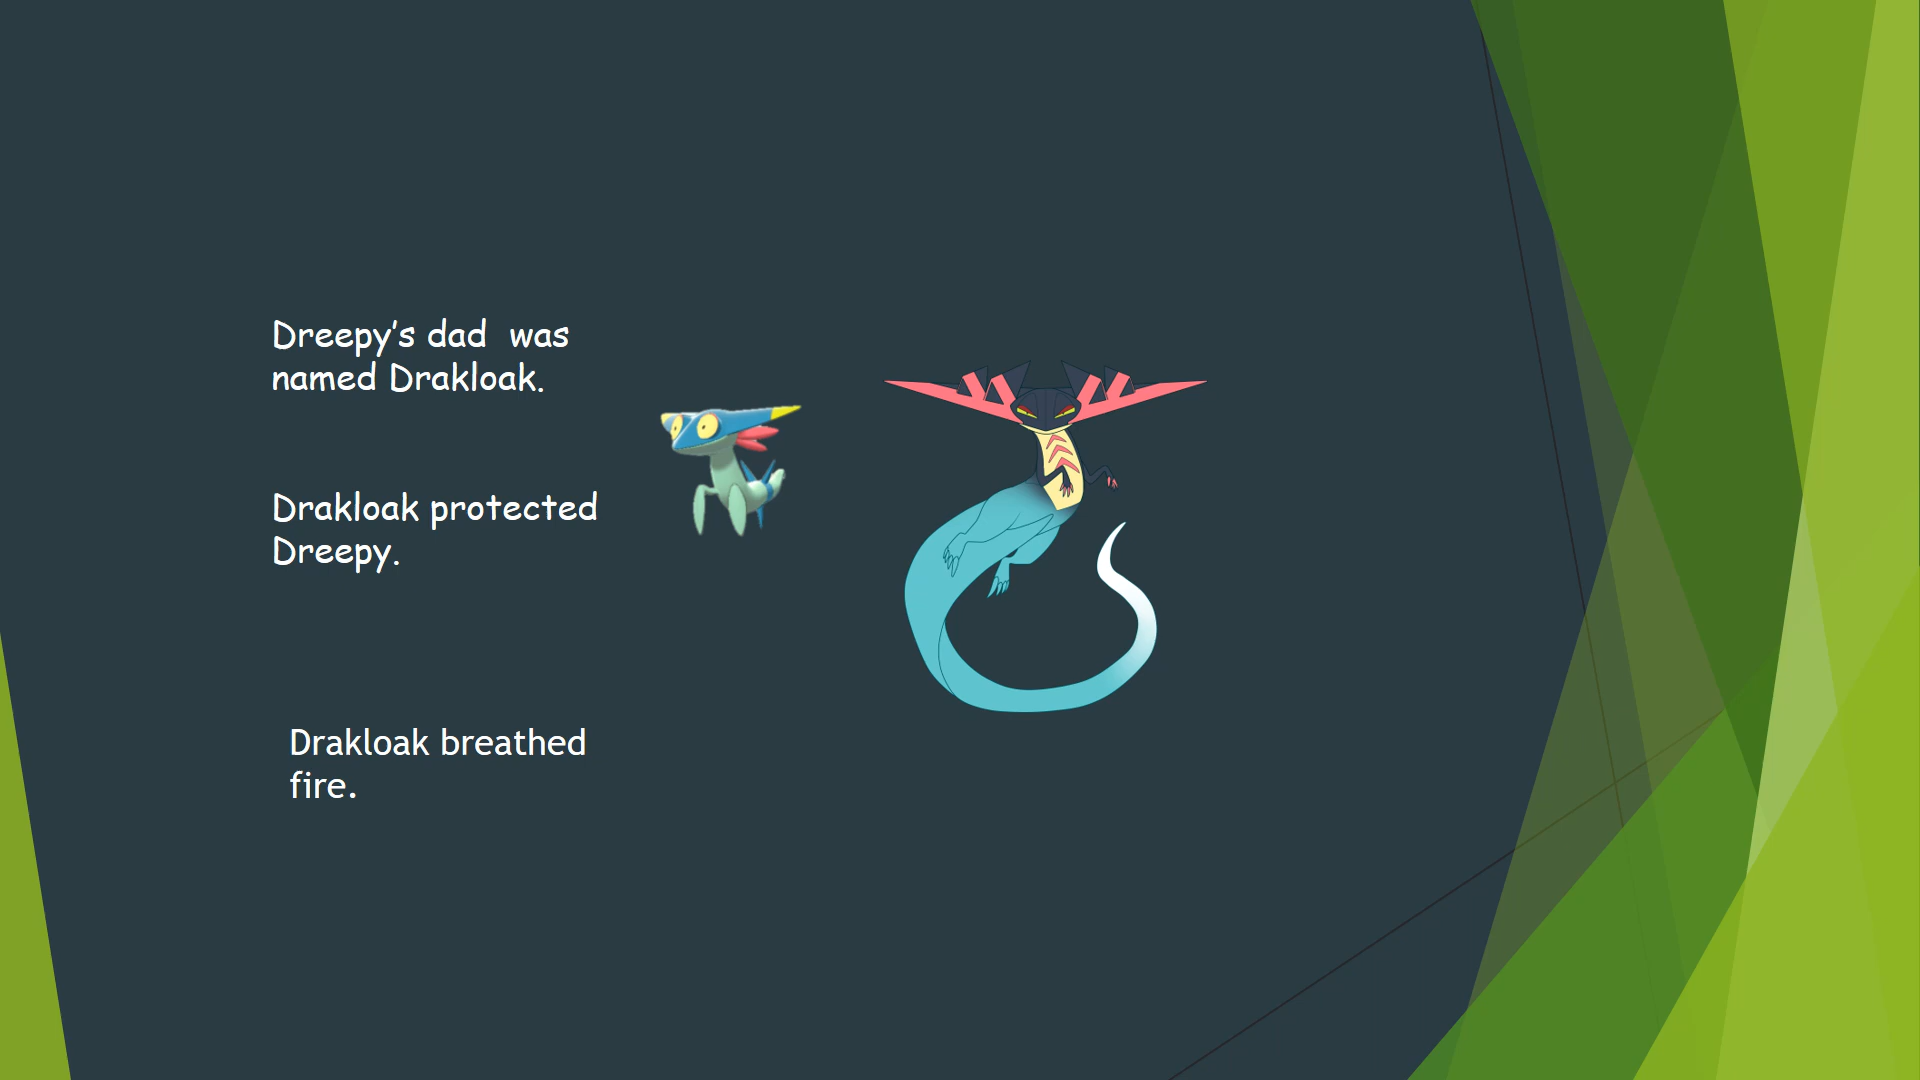 Dreepy's dad  was
named Drakloak.
Drakloak protected
Dreepy.
Drakloak breathed
fire.